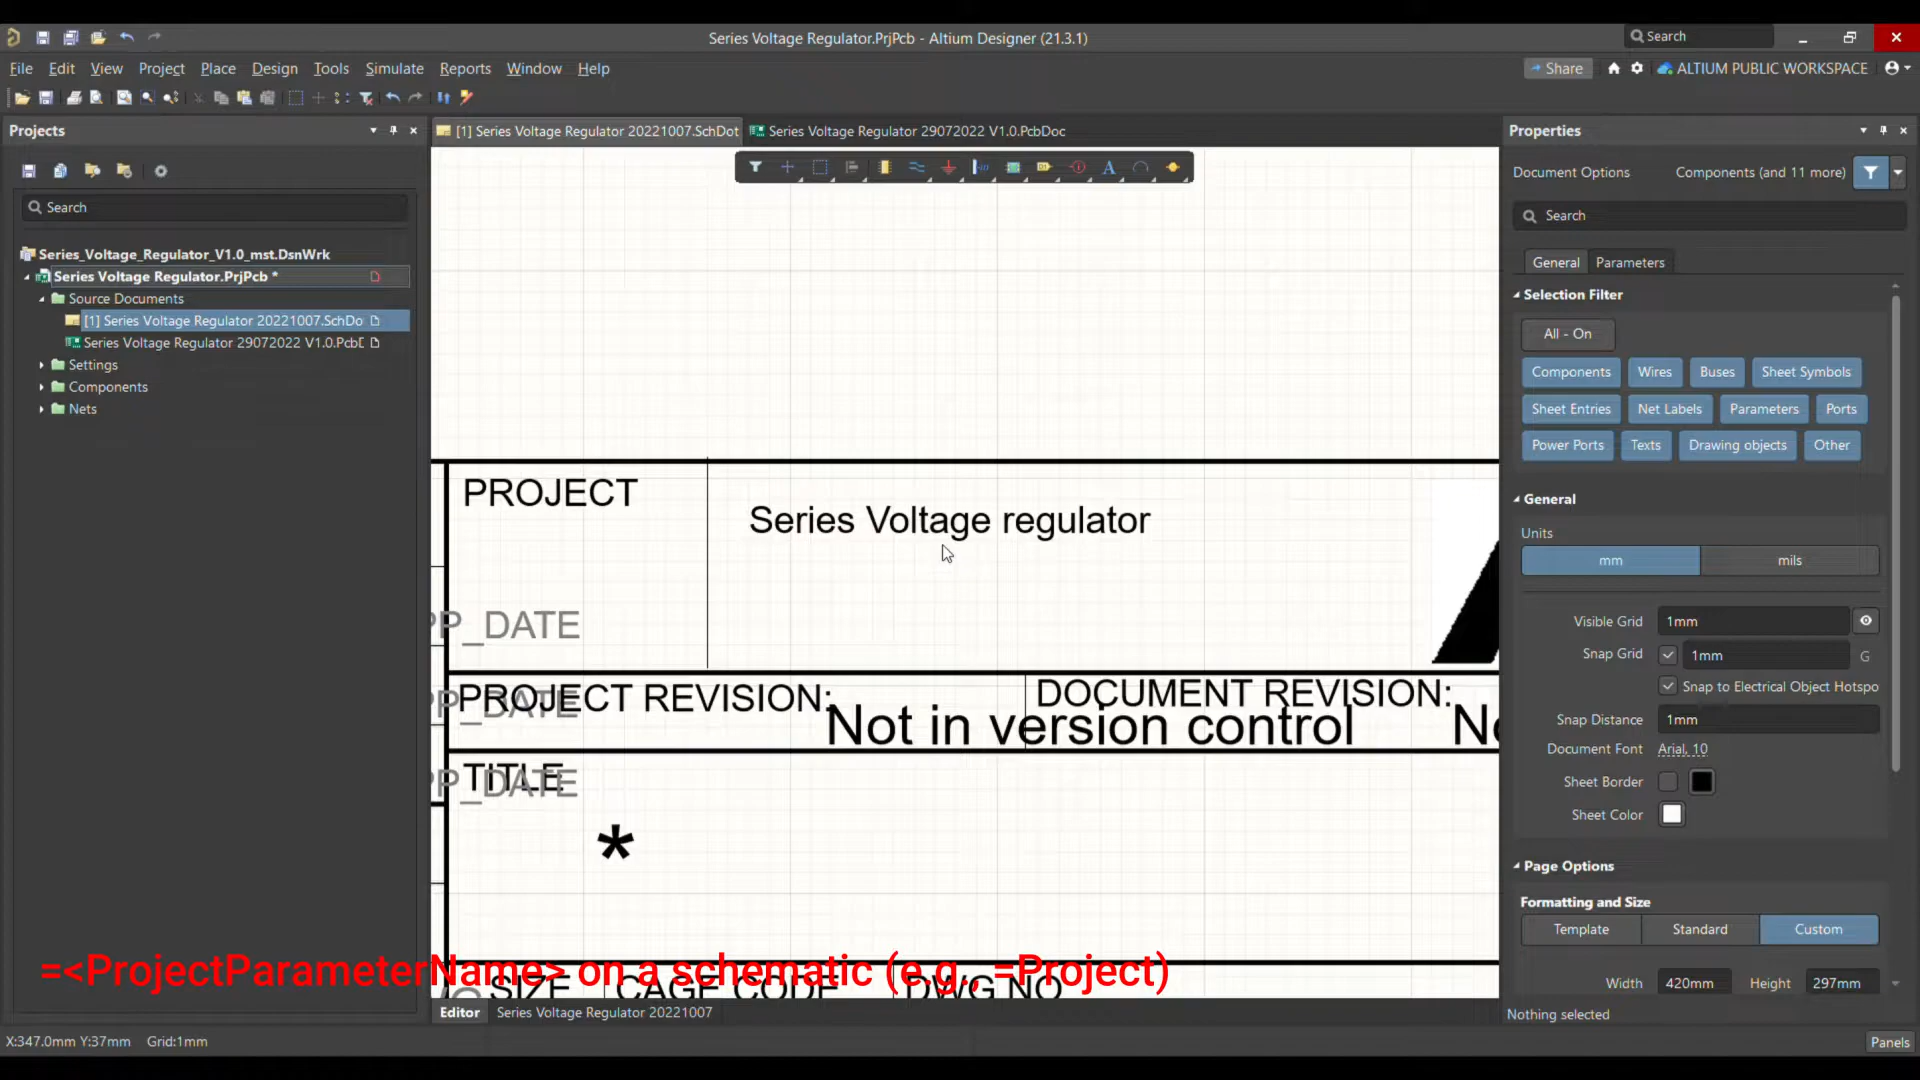 Series Voltage Regulator.PrjPcb - Altium Designer (21.3.1)
Search
File Edit View Project Place Design Tools Simulate Reports Window Help
Share
ALTIUM PUBLIC WORKSPACE
Projects
Search
Series_Voltage_Regulator_V1.0_mst.DsnWrk
Series Voltage Regulator.PrjPcb *
Source Documents
[1] Series Voltage Regulator 20221007.SchDo
Series Voltage Regulator 29072022 V1.0.Pcb
Settings
Components
Nets
[1] Series Voltage Regulator 20221007.SchDot
Series Voltage Regulator 29072022 V1.0.PcbDoc
PROJECT
Series Voltage regulator
PP_DATE
PROJECT REVISION:
Not in version control
DOCUMENT REVISION:
TITLE
PP_DATE
*
SIZE
CAGE CODE
DWG NO
=<ProjectParameterName> on a schematic (e.g., =Project)
Editor Series Voltage Regulator 20221007
X:347.0mm Y:37mm Grid:1mm
Properties
Document Options Components (and 11 more)
Search
General Parameters
Selection Filter
All - On
Components Wires Buses Sheet Symbols
Sheet Entries Net Labels Parameters Ports
Power Ports Texts Drawing objects Other
General
Units
mm mils
Visible Grid 1mm
Snap Grid 1mm G
Snap to Electrical Object Hotspo
Snap Distance 1mm
Document Font Arial, 10
Sheet Border
Sheet Color
Page Options
Formatting and Size
Template Standard Custom
Width 420mm Height 297mm
Nothing selected
Panels